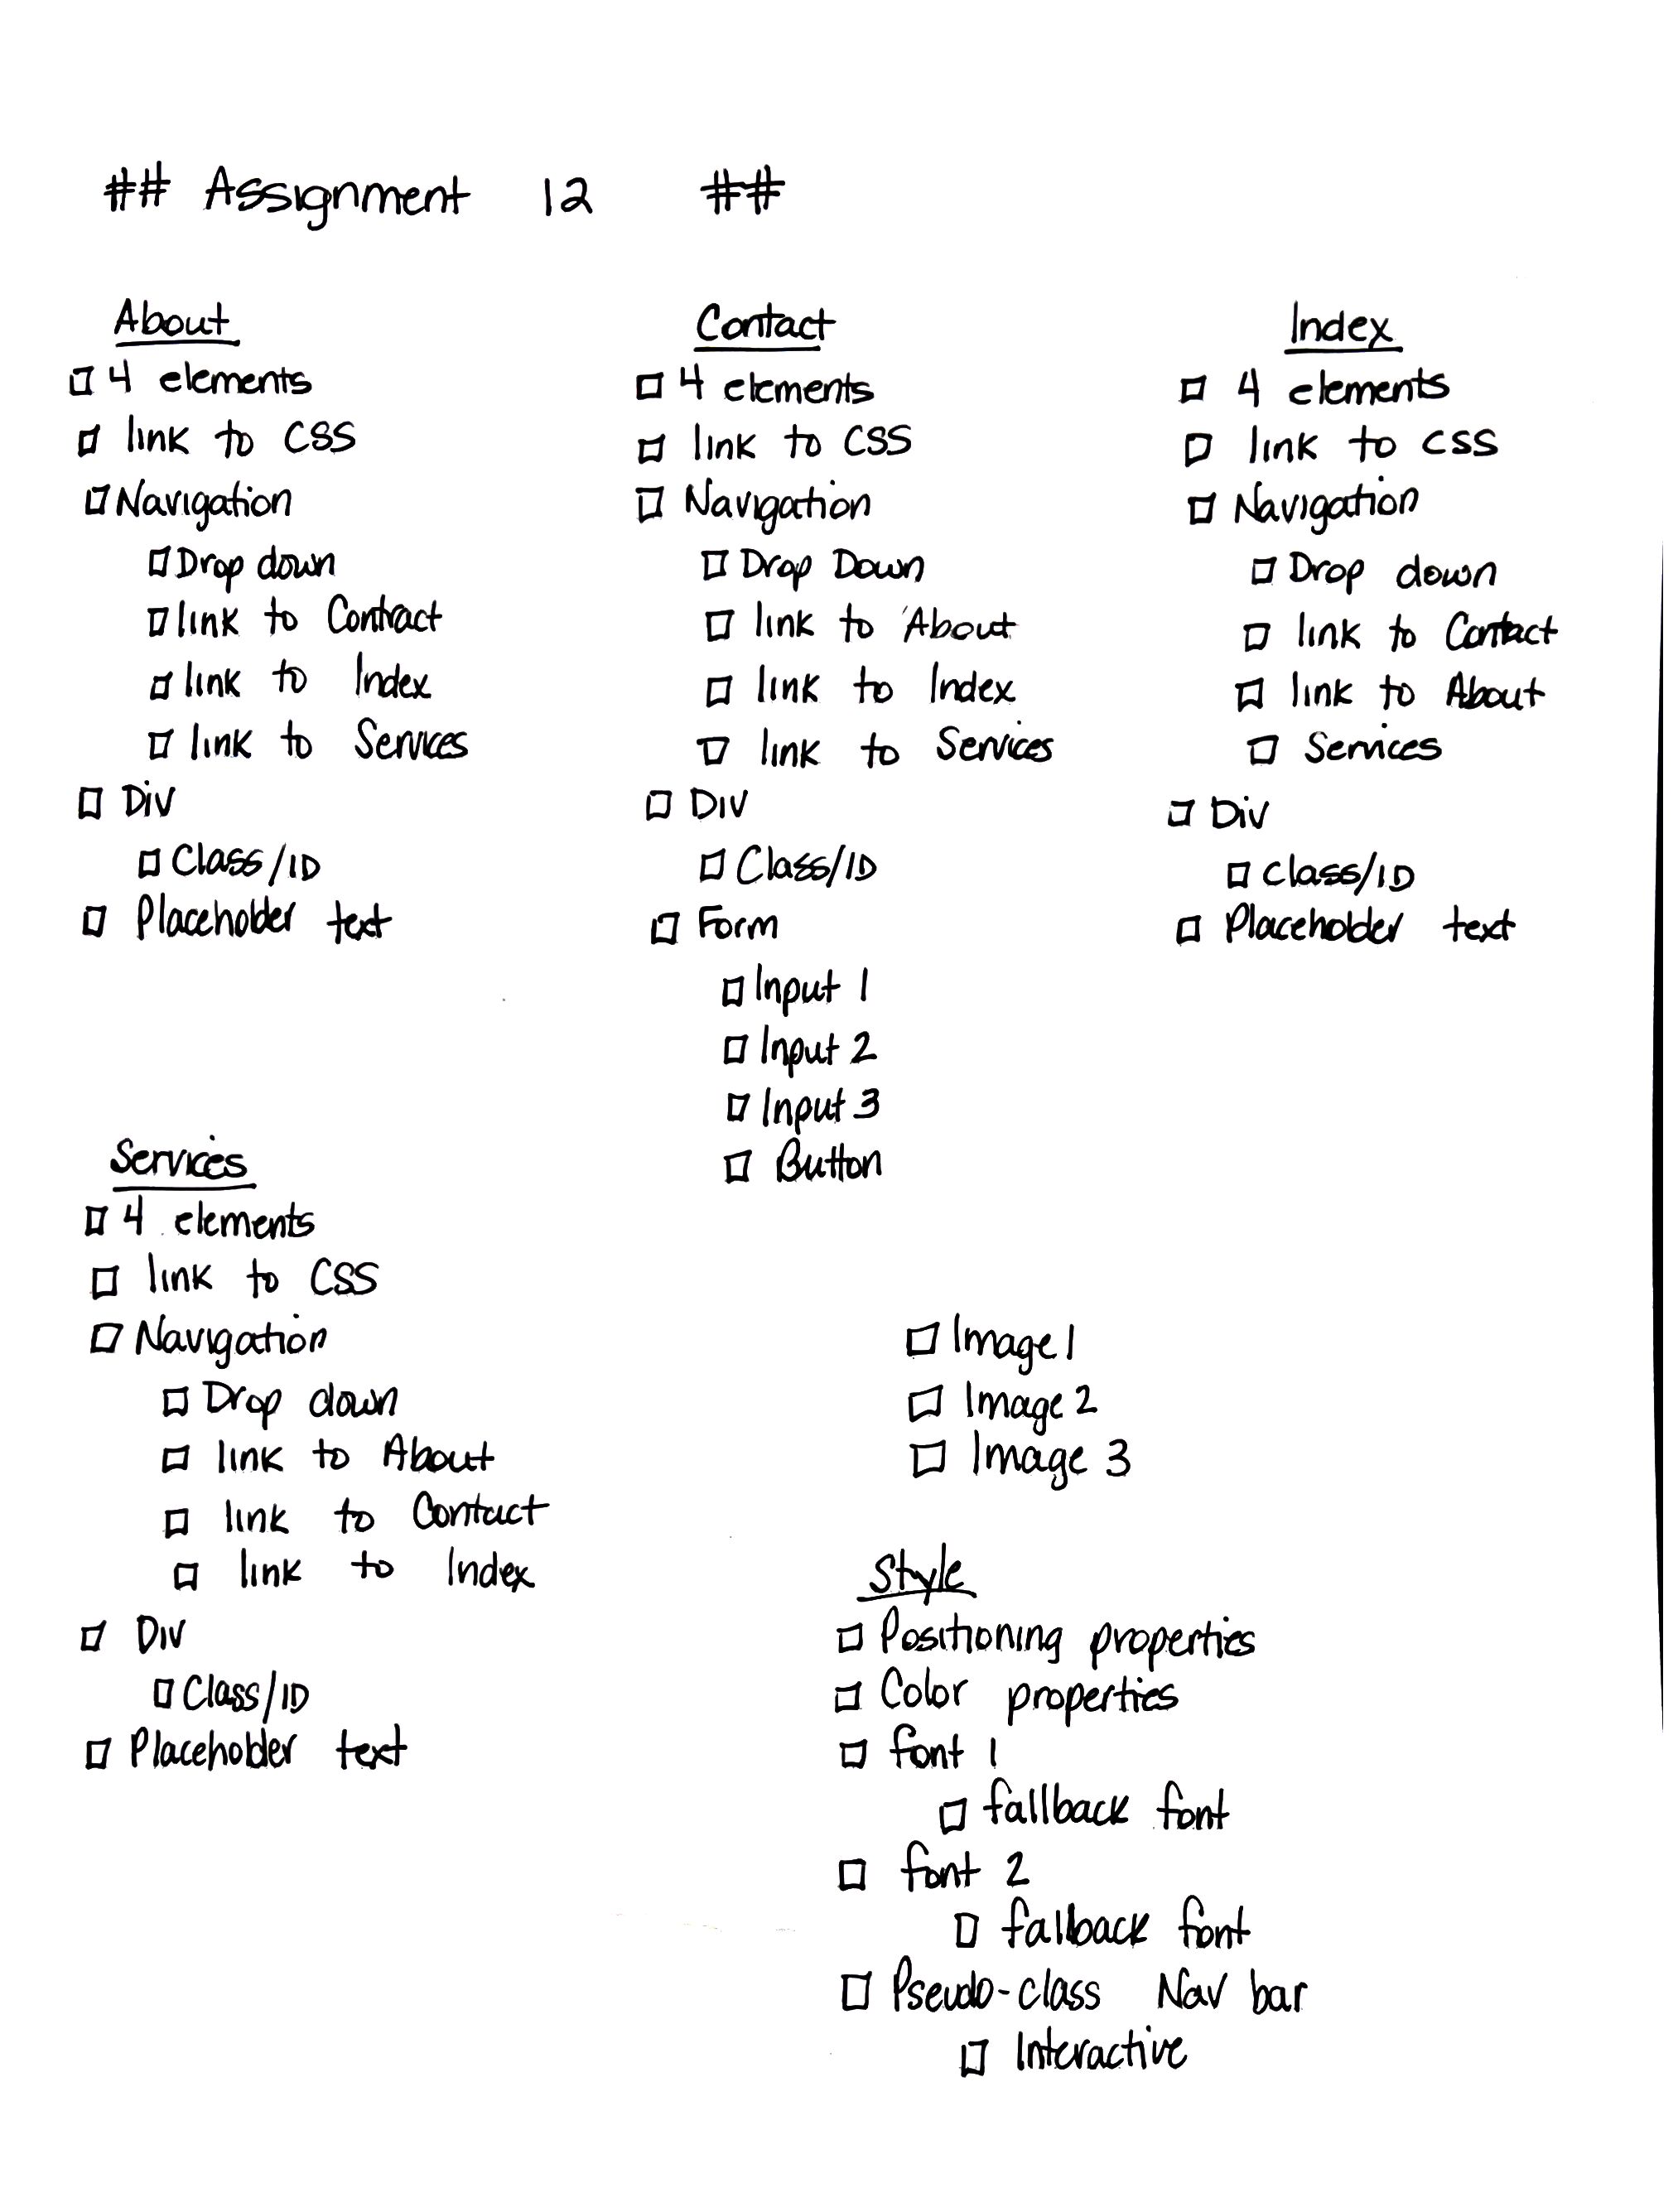 ## Assignment 12 ##
About
4 elements
link to CSS
Navigation
Drop down
link to Contact
link to Index
link to Services
Div
Class/ID
Placeholder text
Contact
4 elements
link to CSS
Navigation
Drop Down
link to About
link to Index
link to Services
Div
Class/ID
Form
Input 1
Input 2
Input 3
Button
Index
4 elements
link to CSS
Navigation
Drop down
link to Contact
link to About
Services
Div
Class/ID
Placeholder text
Services
4 elements
link to CSS
Navigation
Drop down
link to About
link to Contact
link to Index
Div
Class/ID
Placeholder text
Image 1
Image 2
Image 3
Style
Positioning properties
Color properties
font 1
fallback font
font 2
fallback font
Pseudo-class Nav bar
Interactive